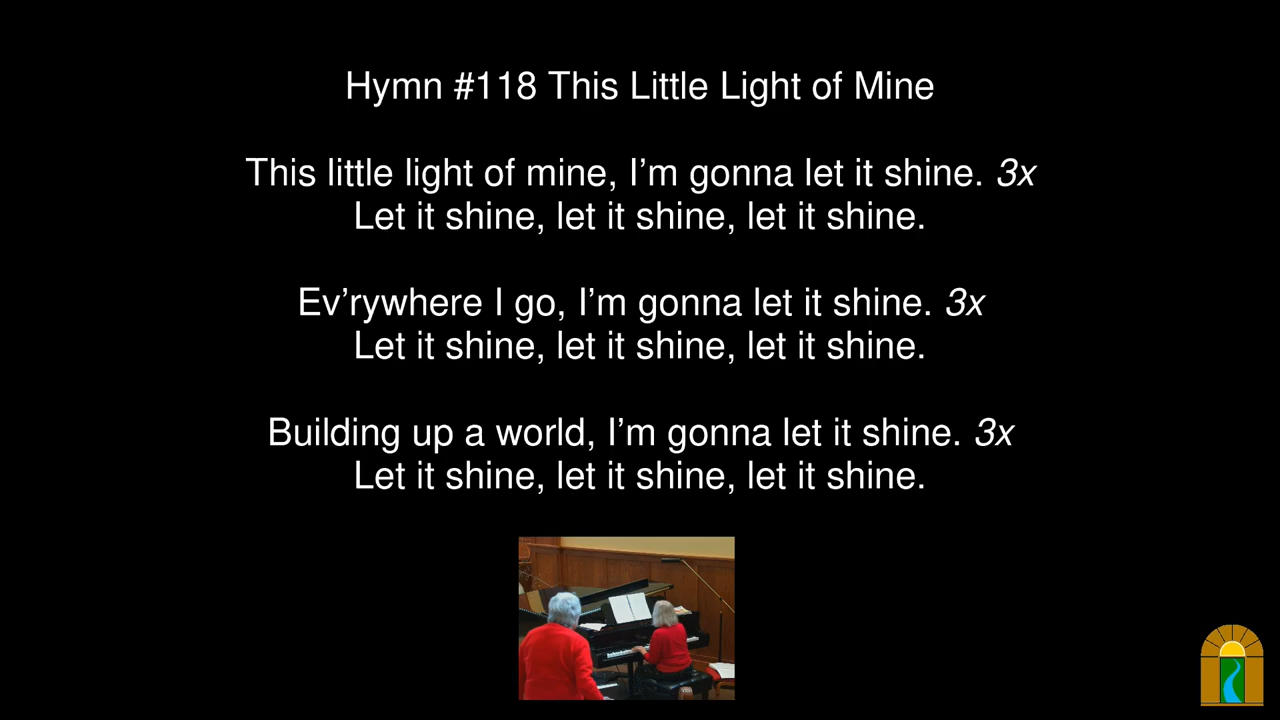 Hymn #118 This Little Light of Mine
This little light of mine, I’m gonna let it shine. 3x
Let it shine, let it shine, let it shine.
Ev’rywhere I go, I’m gonna let it shine. 3x
Let it shine, let it shine, let it shine.
Building up a world, I’m gonna let it shine. 3x
Let it shine, let it shine, let it shine.